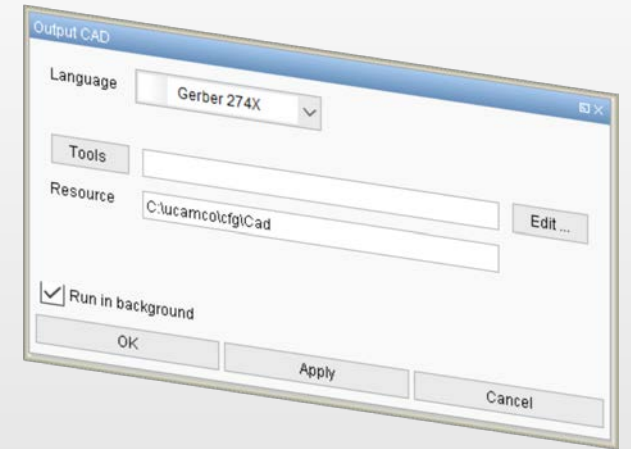 Output CAD
Language
Gerber 274X
Tools
Edit ...
Resource
C:\ucamco\cfg\Cad
Run in background
OK
Apply
Cancel